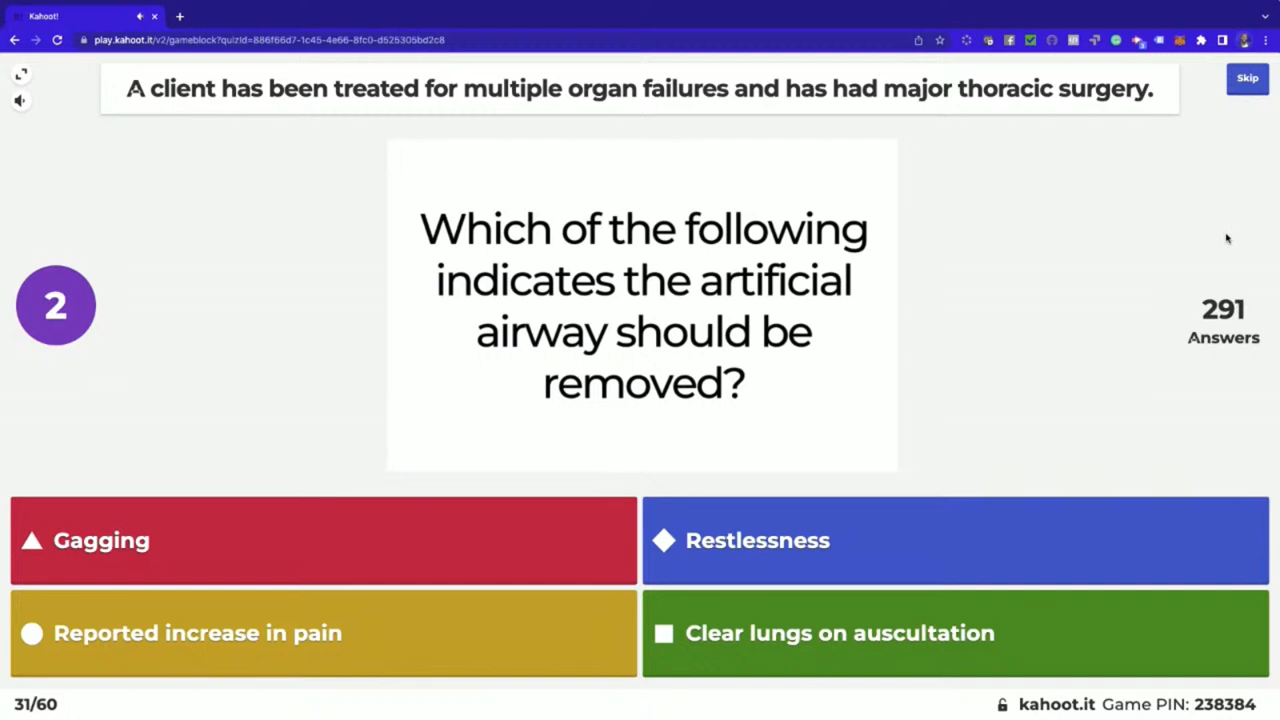 Kahoot!
play.kahoot.it/v2/gameblock?quizId=886f66d7-1c45-4e66-8fc0-d525305bd2c8
A client has been treated for multiple organ failures and has had major thoracic surgery.
Skip
Which of the following
indicates the artificial
airway should be
removed?
2
291
Answers
Gagging
Restlessness
Reported increase in pain
Clear lungs on auscultation
31/60
kahoot.it Game PIN: 238384